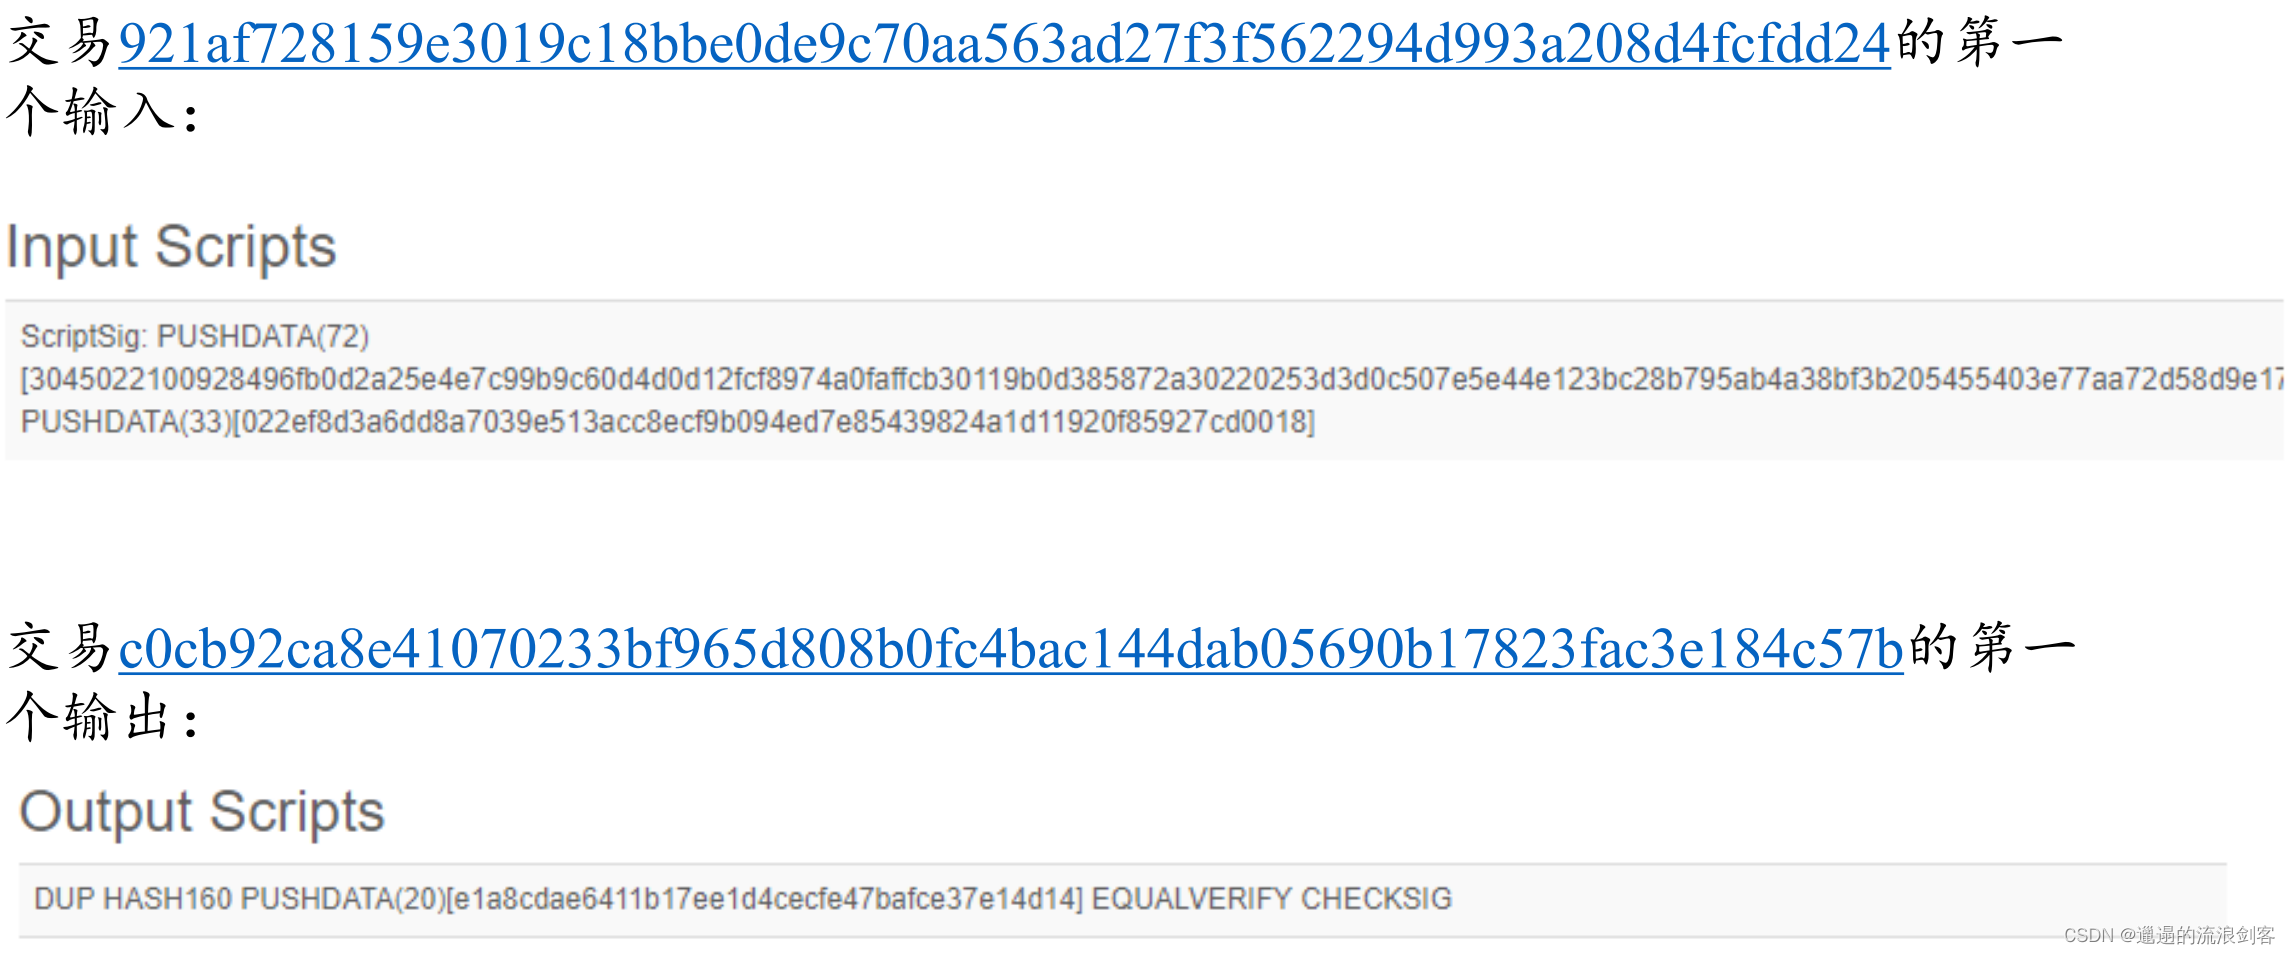 交易921af728159e3019c18bbe0de9c70aa563ad27f3f562294d993a208d4fcfdd24的第一
个输入：
Input Scripts
ScriptSig: PUSHDATA(72)
[3045022100928496fb0d2a25e4e7c99b9c60d4d0d12fcf8974a0faffcb30119b0d385872a30220253d3d0c507e5e44e123bc28b795ab4a38bf3b205455403e77aa72d58d9e17
PUSHDATA(33)[022ef8d3a6dd8a7039e513acc8ecf9b094ed7e85439824a1d11920f85927cd0018]
交易c0cb92ca8e41070233bf965d808b0fc4bac144dab05690b17823fac3e184c57b的第一
个输出：
Output Scripts
DUP HASH160 PUSHDATA(20)[e1a8cdae6411b17ee1d4cecfe47bafce37e14d14] EQUALVERIFY CHECKSIG
CSDN @邋遢的流浪剑客